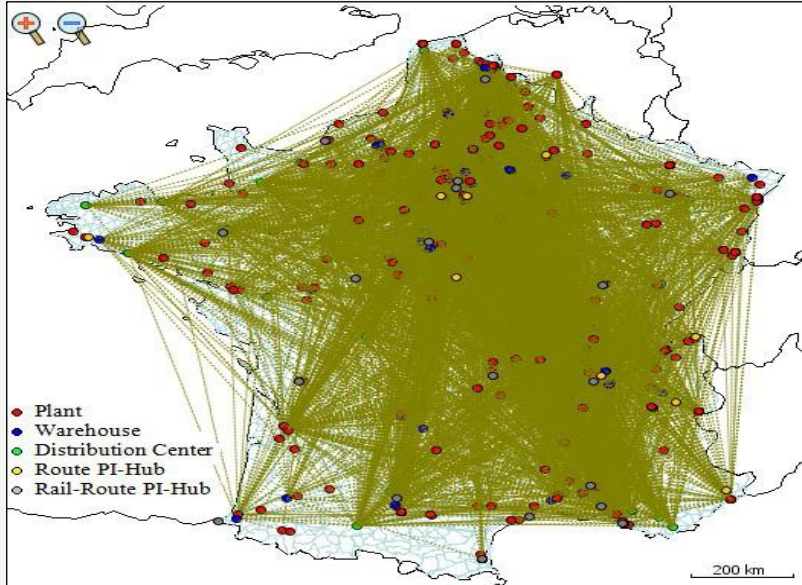 Plant
Warehouse
Distribution Center
Route PI-Hub
Rail-Route PI-Hub
200 km